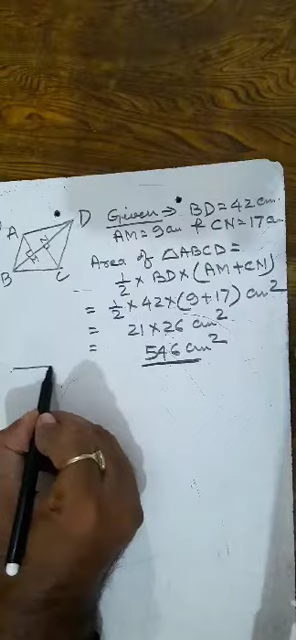 D Given → BD = 42 cm.
A AM = 9 cm & CN = 17 cm
Area of △ABCD =
B C 1/2 × BD × (AM + CN)
= 1/2 × 42 × (9 + 17) cm²
= 21 × 26 cm²
= 546 cm²